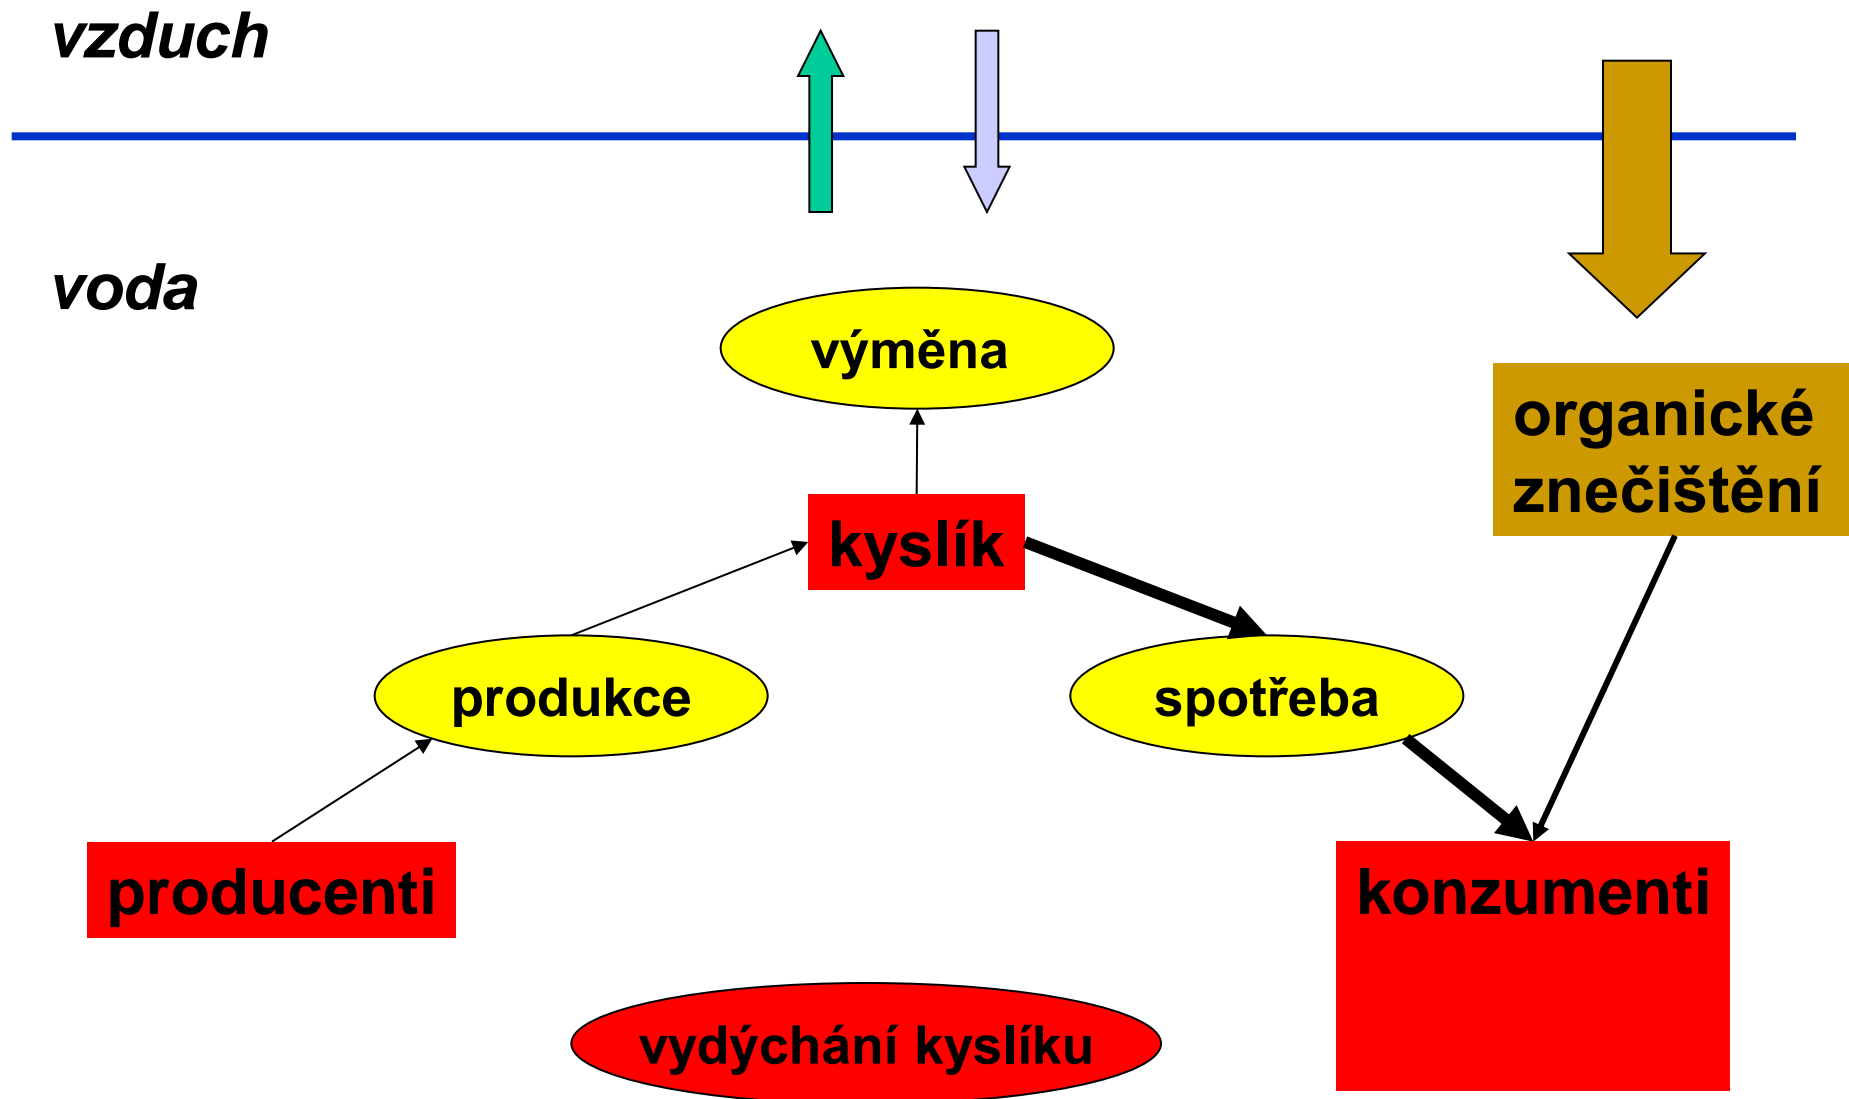 vzduch
voda
výměna
organické
znečištění
kyslík
produkce
spotřeba
producenti
konzumenti
vydýchání kyslíku